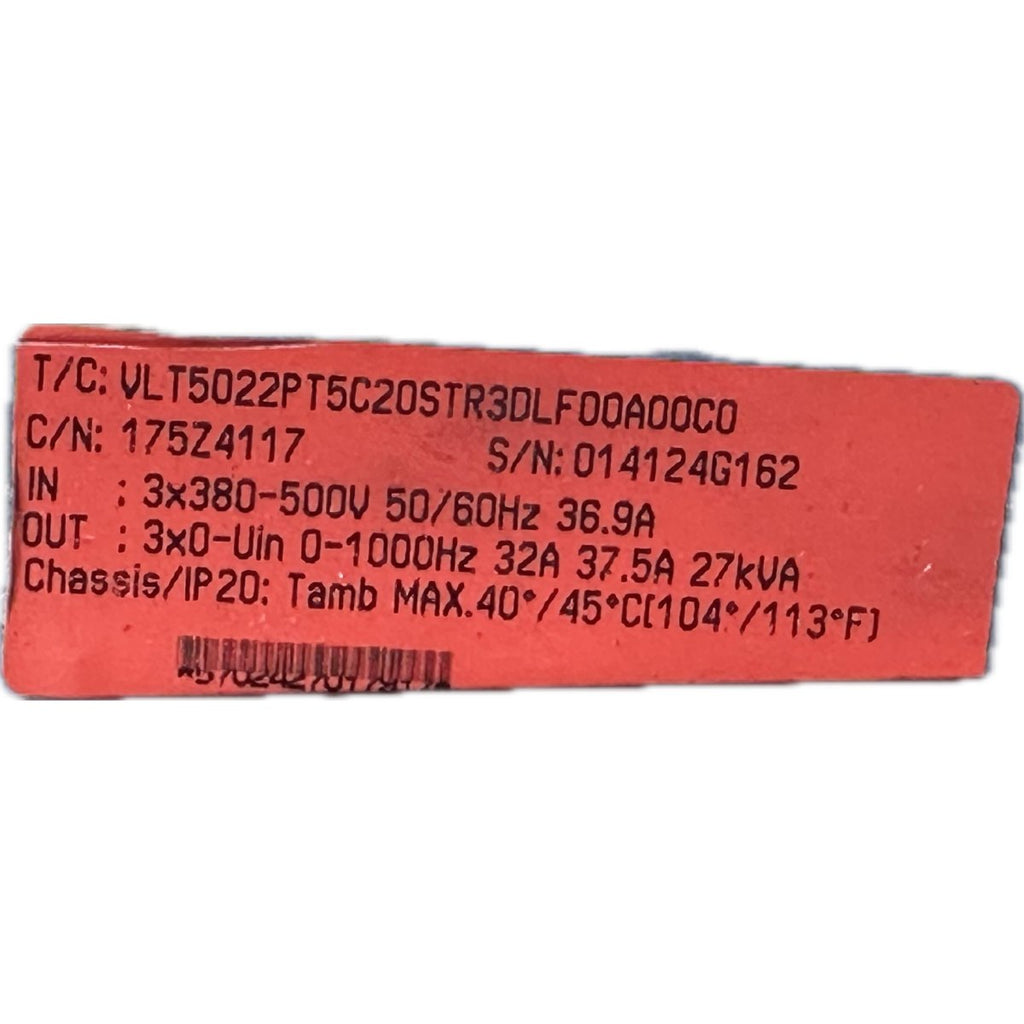 T/C: VLT5022PT5C20STR3DLF00A00C0
C/N: 175Z4117 S/N: 014124G162
IN : 3x380-500V 50/60Hz 36.9A
OUT : 3x0-Uin 0-1000Hz 32A 37.5A 27kVA
Chassis/IP20: Tamb MAX.40°/45°C[104°/113°F]